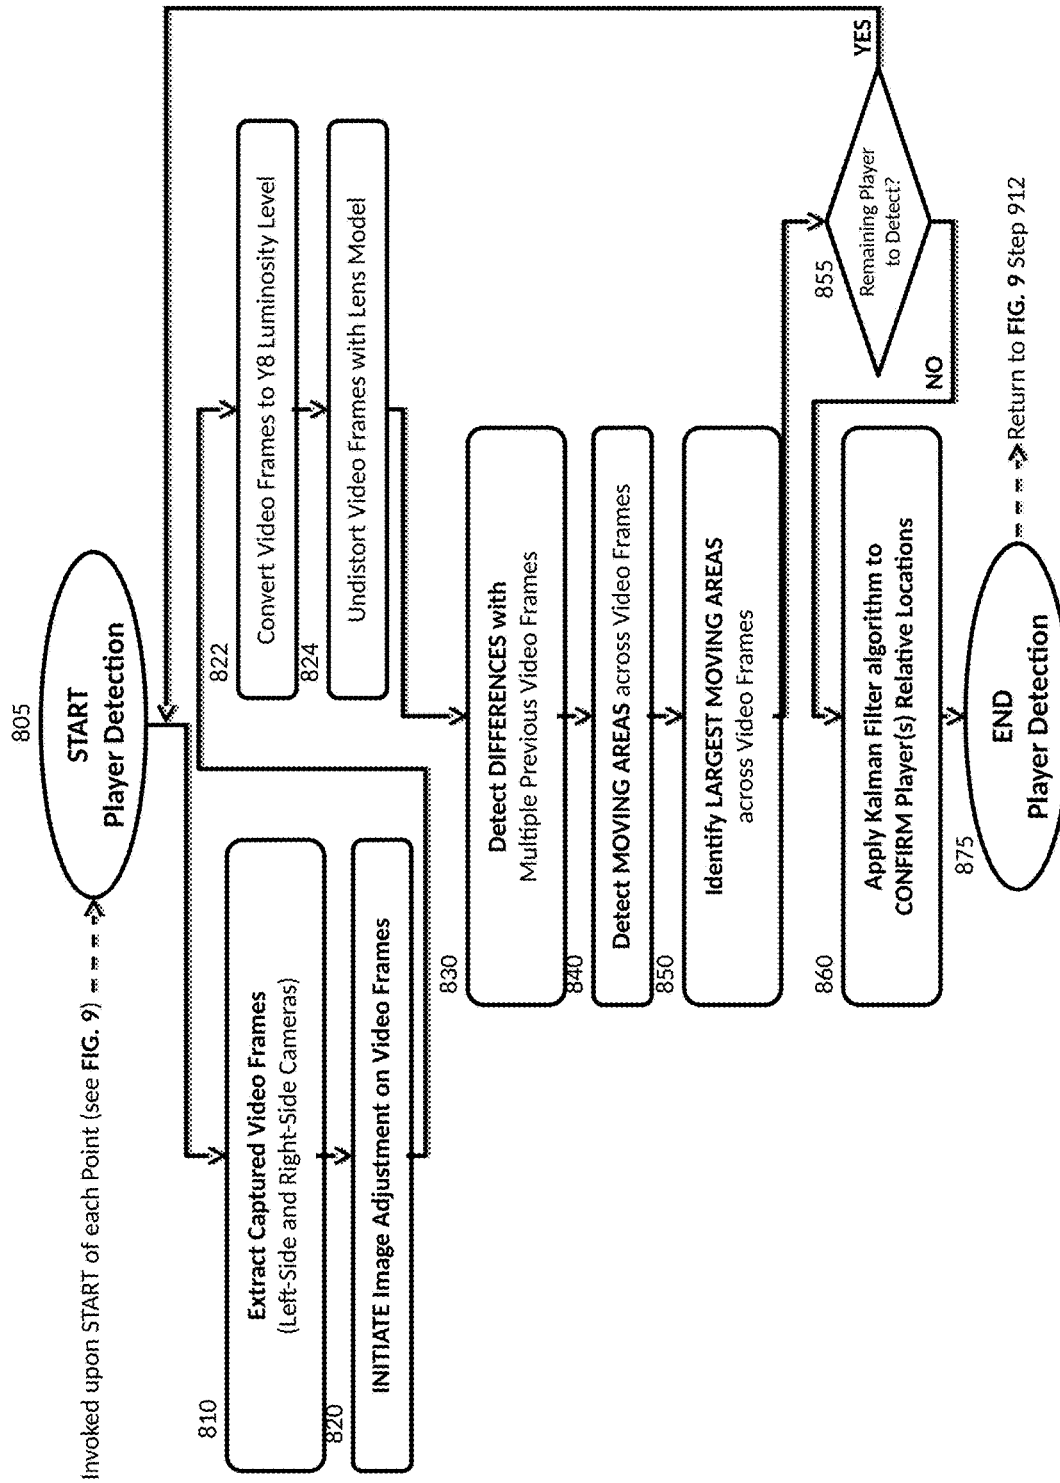 805
Invoked upon START of each Point (see FIG. 9)
START
Player Detection
810
Extract Captured Video Frames
(Left-Side and Right-Side Cameras)
820
INITIATE Image Adjustment on Video Frames
822
Convert Video Frames to Y8 Luminosity Level
824
Undistort Video Frames with Lens Model
830
Detect DIFFERENCES with
Multiple Previous Video Frames
840
Detect MOVING AREAS across Video Frames
850
Identify LARGEST MOVING AREAS
across Video Frames
855
Remaining Player
to Detect?
YES
NO
860
Apply Kalman Filter algorithm to
CONFIRM Player(s) Relative Locations
875
END
Player Detection
Return to FIG. 9 Step 912